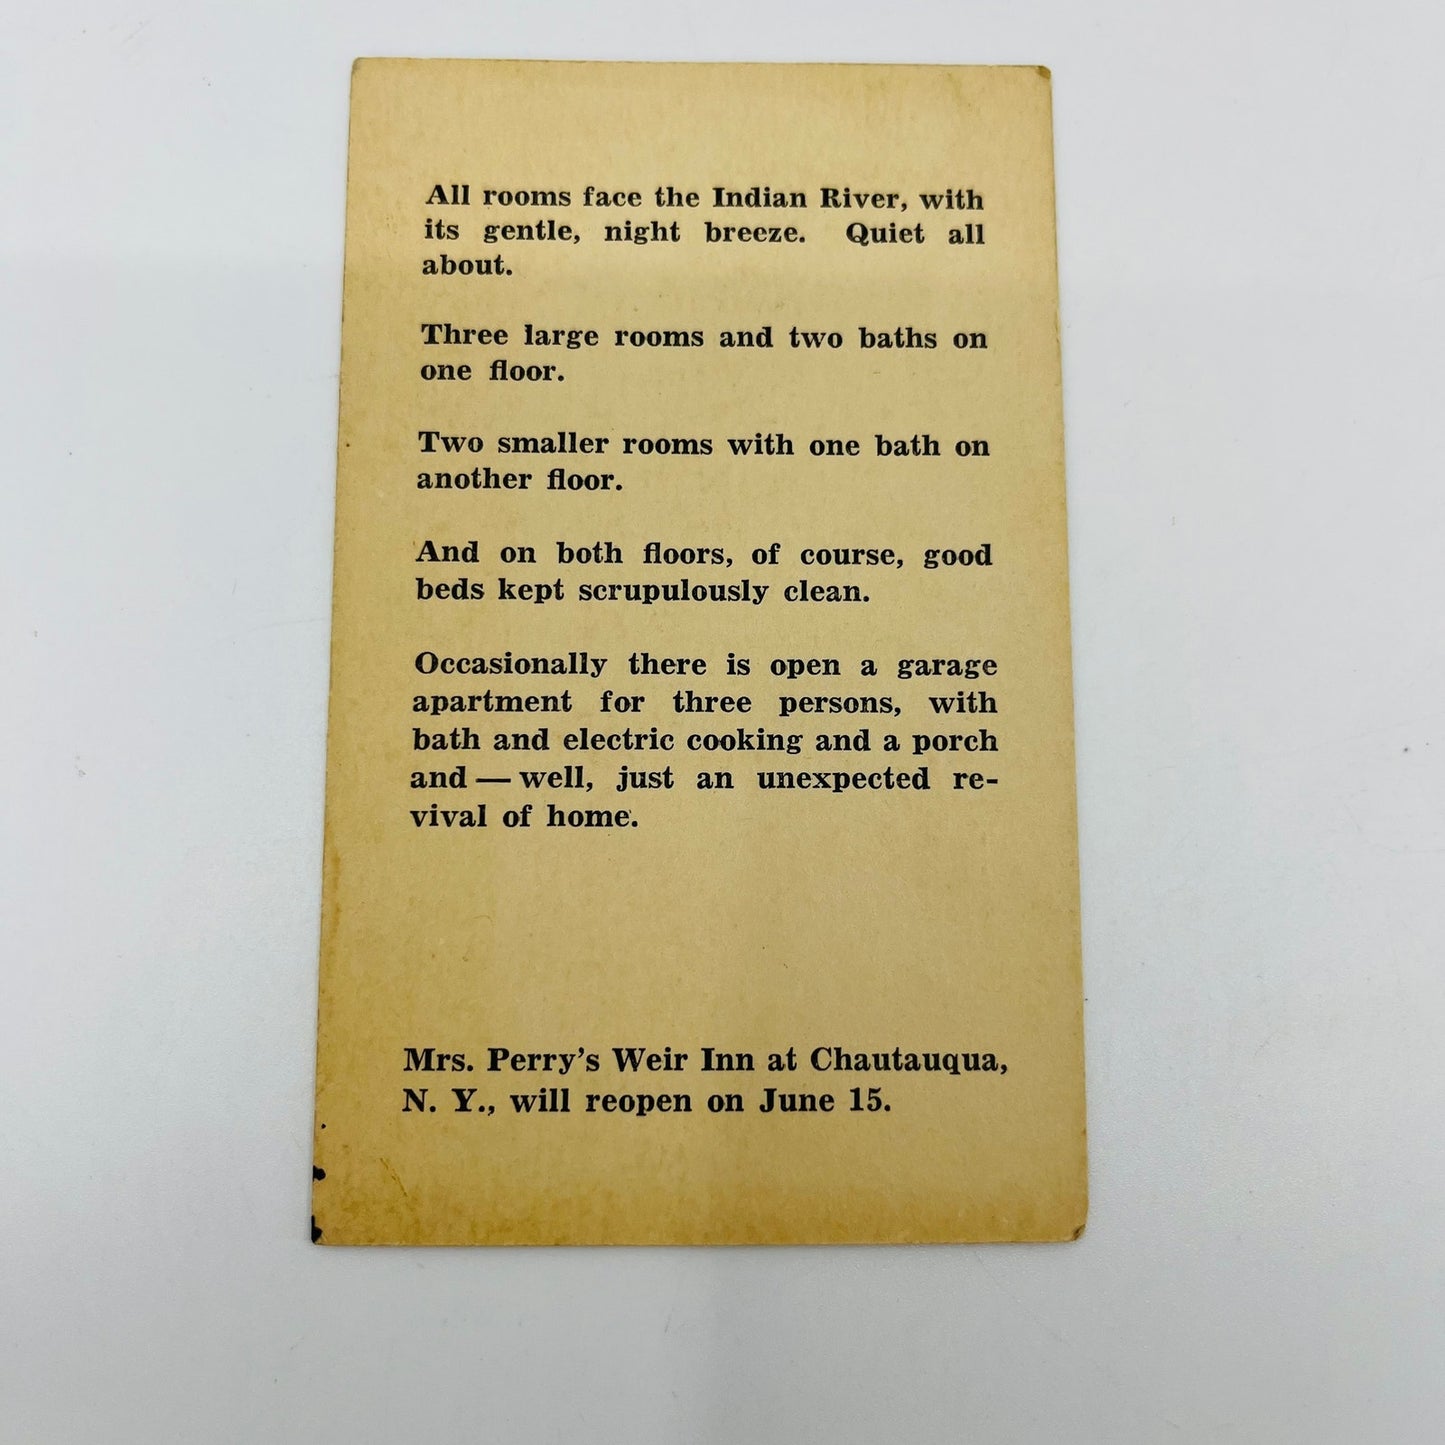 All rooms face the Indian River, with
its gentle, night breeze. Quiet all
about.
Three large rooms and two baths on
one floor.
Two smaller rooms with one bath on
another floor.
And on both floors, of course, good
beds kept scrupulously clean.
Occasionally there is open a garage
apartment for three persons, with
bath and electric cooking and a porch
and — well, just an unexpected re-
vival of home.
Mrs. Perry's Weir Inn at Chautauqua,
N. Y., will reopen on June 15.